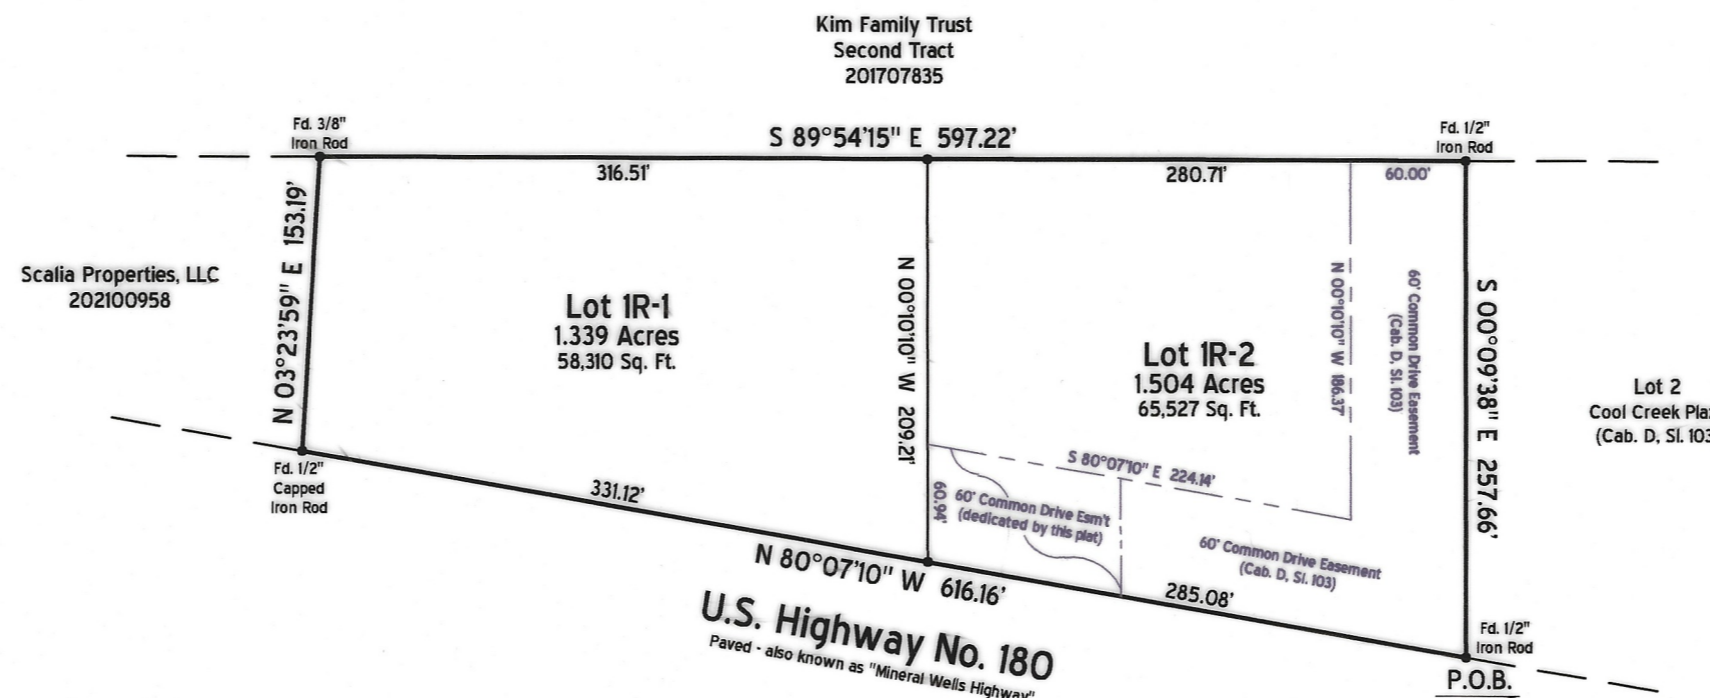 Kim Family Trust
Second Tract
201707835
Fd. 3/8"
Iron Rod
S 89°54'15" E 597.22'
Fd. 1/2"
Iron Rod
316.51'
280.71'
60.00'
N 03°23'59" E 153.19'
Scalia Properties, LLC
202100958
Lot 1R-1
1.339 Acres
58,310 Sq. Ft.
N 00°10'10" W 209.21'
Lot 1R-2
1.504 Acres
65,527 Sq. Ft.
N 00°10'10" W 186.37
60' Common Drive Easement
(Cab. D, Sl. 103)
S 00°09'38" E 257.66'
Lot 2
Cool Creek Pla
(Cab. D, Sl. 103
Fd. 1/2"
Capped
Iron Rod
331.12'
S 80°07'10" E 224.14'
60.94'
60' Common Drive Esm't
(dedicated by this plat)
60' Common Drive Easement
(Cab. D, Sl. 103)
N 80°07'10" W 616.16'
285.08'
U.S. Highway No. 180
Paved - also known as "Mineral Wells Highway"
Fd. 1/2"
Iron Rod
P.O.B.